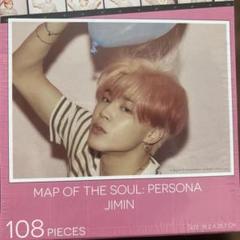 MAP OF THE SOUL: PERSONA
JIMIN
108 PIECES